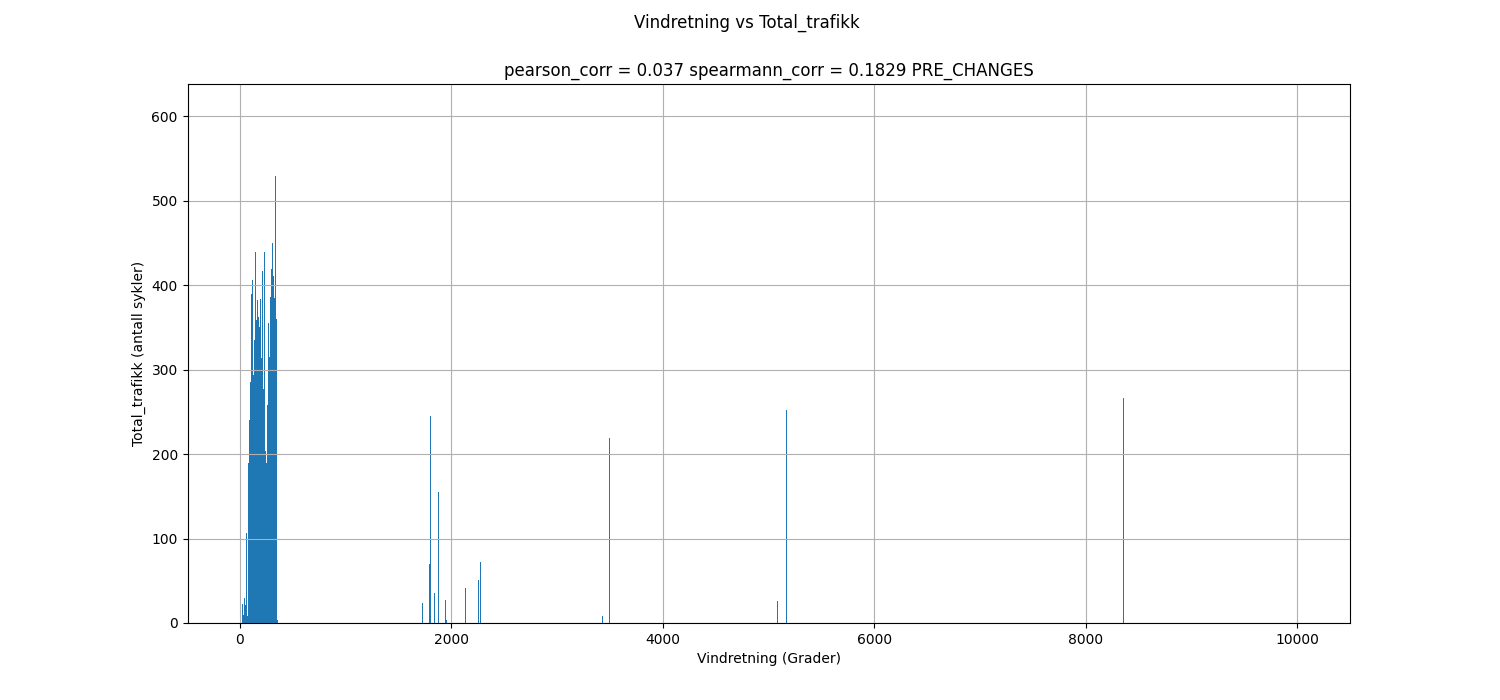 Vindretning vs Total_trafikk
pearson_corr = 0.037 spearmann_corr = 0.1829 PRE_CHANGES
600
500
400
300
200
100
0
Total_trafikk (antall sykler)
0 2000 4000 6000 8000 10000
Vindretning (Grader)